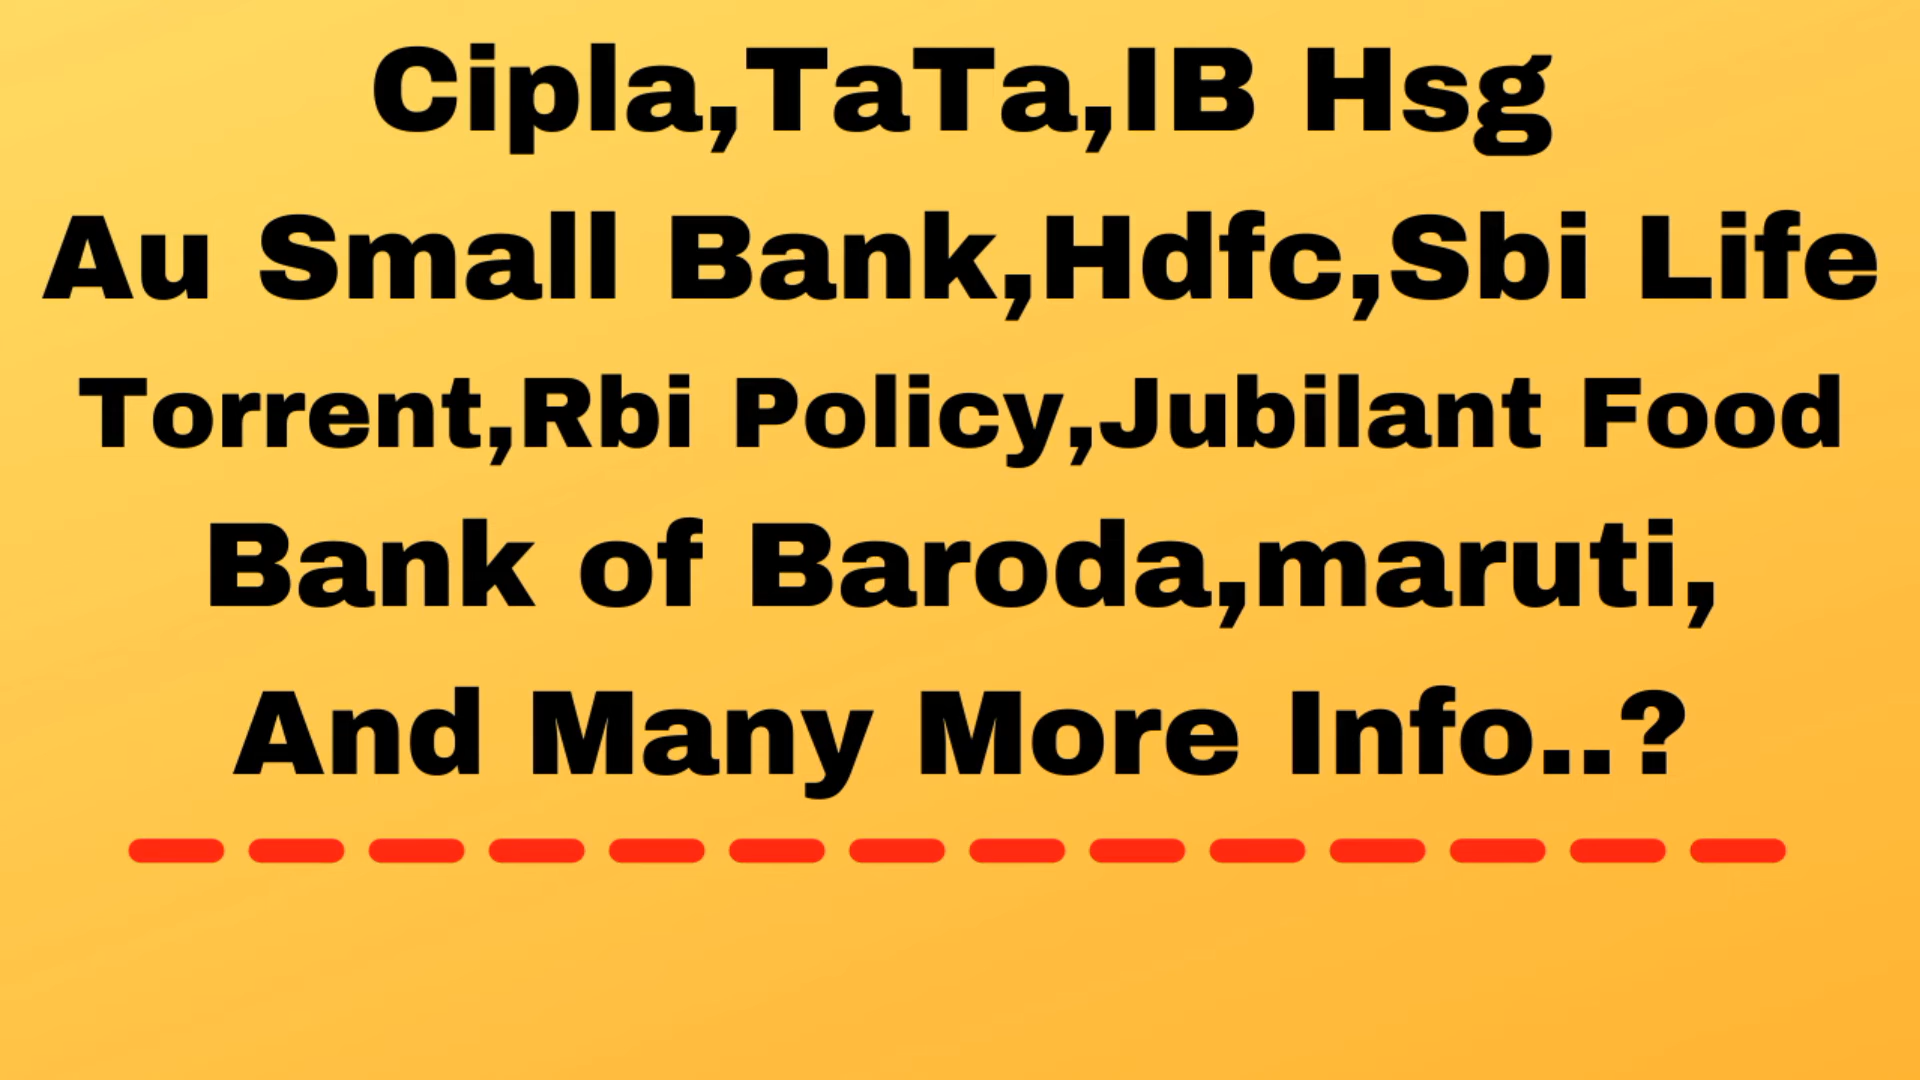 Cipla,TaTa,IB Hsg
Au Small Bank,Hdfc,Sbi Life
Torrent,Rbi Policy,Jubilant Food
Bank of Baroda,maruti,
And Many More Info..?